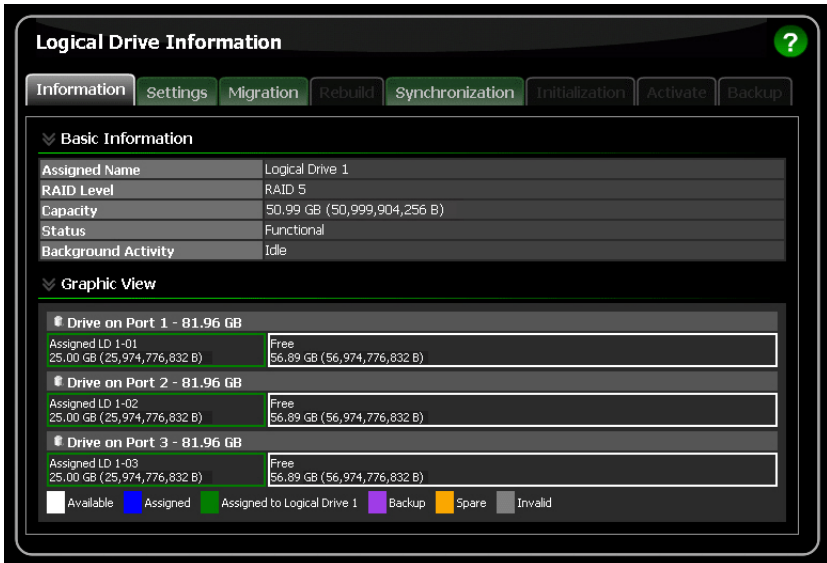 Logical Drive Information
?
Information Settings Migration Rebuild Synchronization Initialization Activate Backup
Basic Information
Assigned Name Logical Drive 1
RAID Level RAID 5
Capacity 50.99 GB (50,999,904,256 B)
Status Functional
Background Activity Idle
Graphic View
Drive on Port 1 - 81.96 GB
Assigned LD 1-01 Free
25.00 GB (25,974,776,832 B) 56.89 GB (56,974,776,832 B)
Drive on Port 2 - 81.96 GB
Assigned LD 1-02 Free
25.00 GB (25,974,776,832 B) 56.89 GB (56,974,776,832 B)
Drive on Port 3 - 81.96 GB
Assigned LD 1-03 Free
25.00 GB (25,974,776,832 B) 56.89 GB (56,974,776,832 B)
Available Assigned Assigned to Logical Drive 1 Backup Spare Invalid